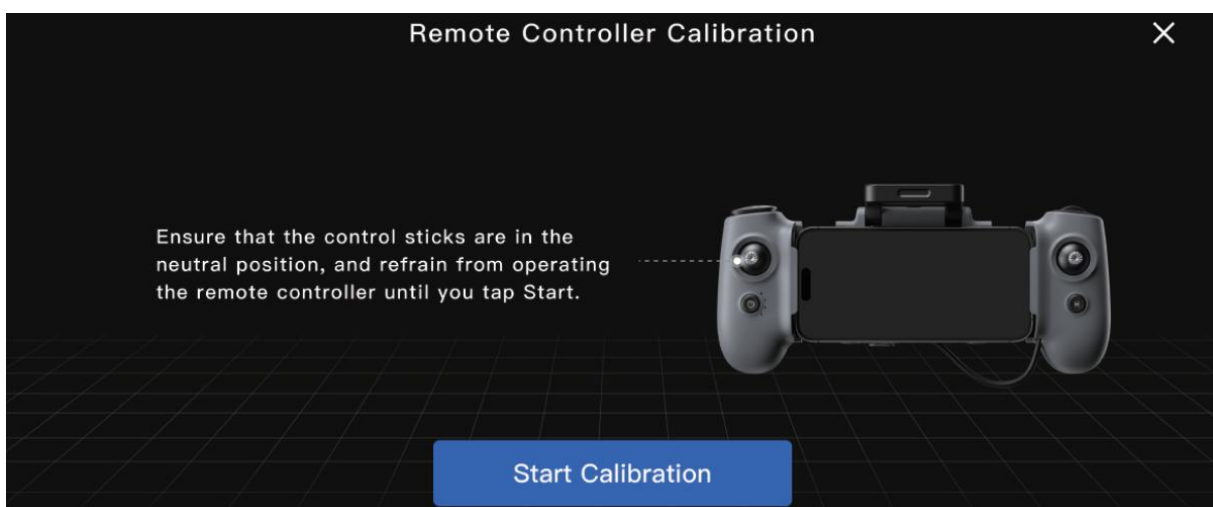 Remote Controller Calibration
Ensure that the control sticks are in the
neutral position, and refrain from operating
the remote controller until you tap Start.
Start Calibration